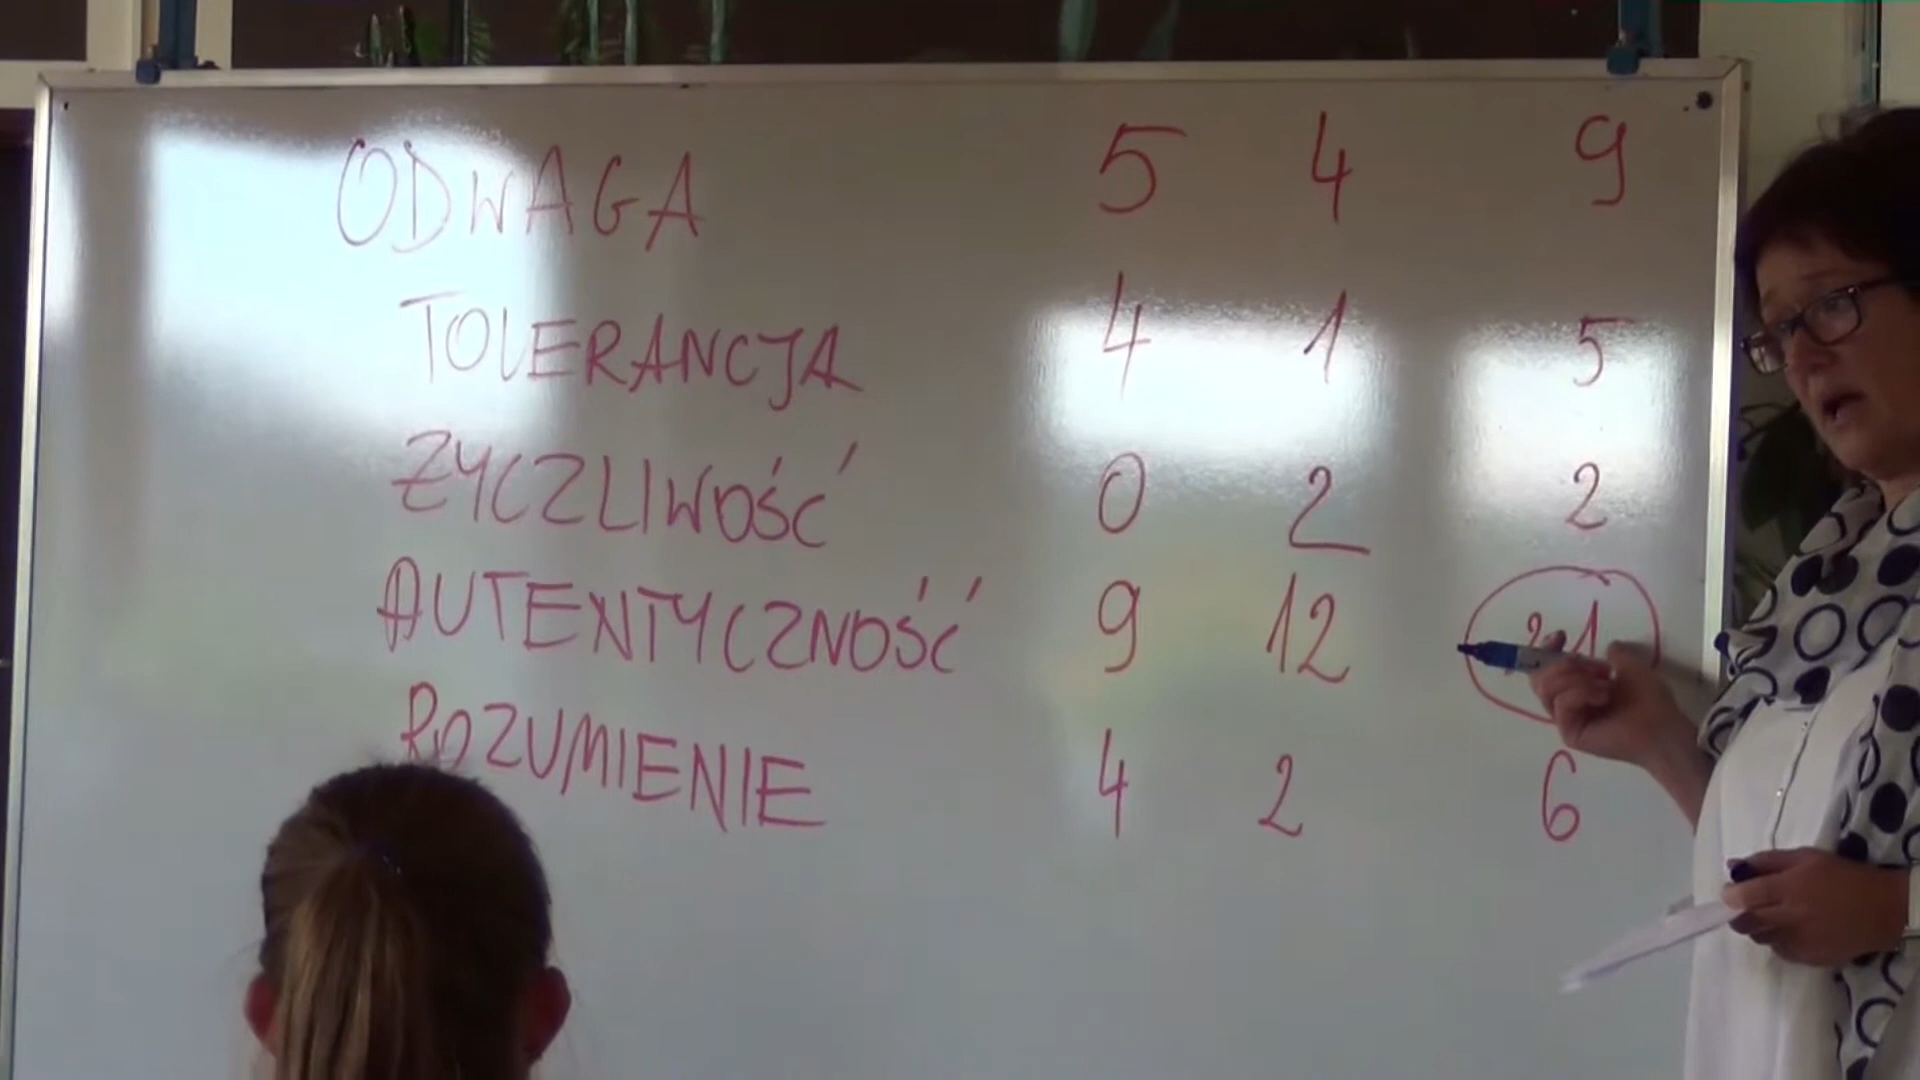 ODWAGA 5 4 9
TOLERANCJA 4 1 5
ŻYCZLIWOŚĆ 0 2 2
AUTENTYCZNOŚĆ 9 12 21
ROZUMIENIE 4 2 6